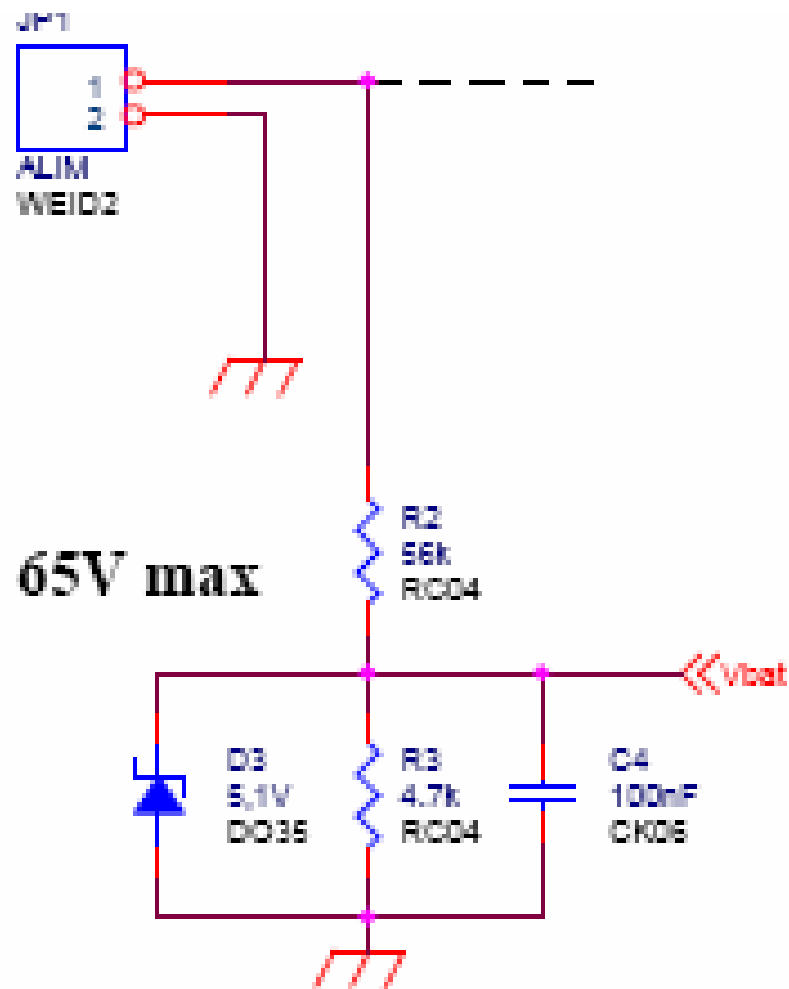 JP1
1
2
ALIM
WEID2
R2
56k
RC04
65V max
Vbat
D3
5,1V
DO35
R3
4.7k
RC04
C4
100nF
CK06